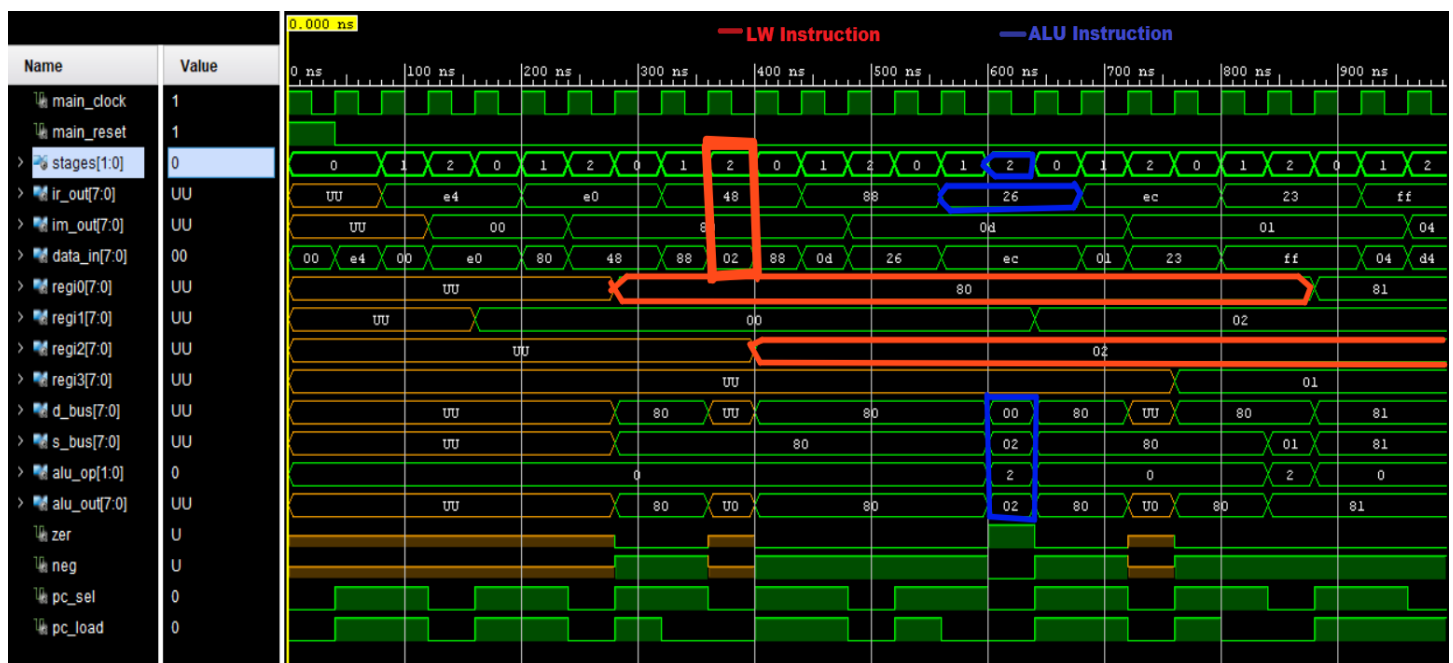 0.000 ns
LW Instruction ALU Instruction
Name Value
0 ns 100 ns 200 ns 300 ns 400 ns 500 ns 600 ns 700 ns 800 ns 900 ns
main_clock 1
main_reset 1
stages[1:0] 0 0 1 2 0 1 2 0 1 2 0 1 2 0 1 2 0 1 2 0 1 2 0 1 2
ir_out[7:0] UU UU e4 e0 48 88 26 ec 23 ff
im_out[7:0] UU UU 00 0d 01 04
data_in[7:0] 00 00 e4 00 e0 80 48 88 02 88 0d 26 ec 01 23 ff 04 d4
regi0[7:0] UU UU 80 81
regi1[7:0] UU UU 00 02
regi2[7:0] UU UU 02
regi3[7:0] UU UU 01
d_bus[7:0] UU UU 80 UU 80 00 80 UU 80 81
s_bus[7:0] UU UU 80 02 80 01 81
alu_op[1:0] 0 0 2 0 2 0
alu_out[7:0] UU UU 80 U0 80 02 80 U0 80 81
zer U
neg U
pc_sel 0
pc_load 0